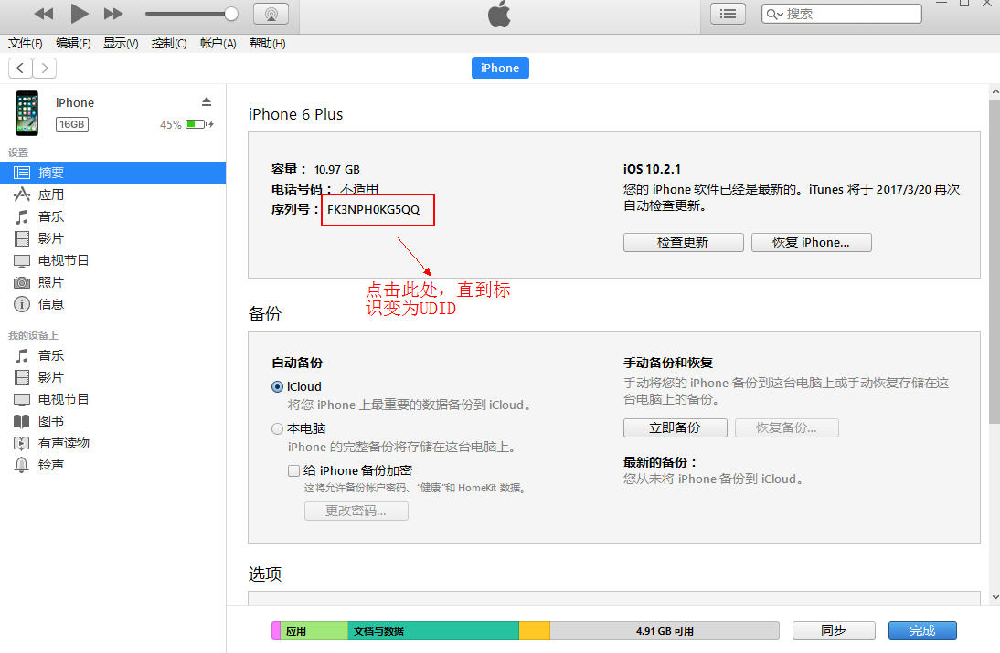 搜索
文件(F) 编辑(E) 显示(V) 控制(C) 帐户(A) 帮助(H)
iPhone
iPhone
16GB
45%
设置
摘要
应用
音乐
影片
电视节目
照片
信息
我的设备上
音乐
影片
电视节目
图书
有声读物
铃声
iPhone 6 Plus
容量： 10.97 GB
电话号码： 不适用
序列号： FK3NPH0KG5QQ
iOS 10.2.1
您的 iPhone 软件已经是最新的。iTunes 将于 2017/3/20 再次
自动检查更新。
检查更新
恢复 iPhone...
点击此处，直到标
识变为UDID
备份
自动备份
iCloud
将您 iPhone 上最重要的数据备份到 iCloud。
本电脑
iPhone 的完整备份将存储在这台电脑上。
给 iPhone 备份加密
这将允许备份帐户密码、“健康”和 HomeKit 数据。
更改密码...
手动备份和恢复
手动将您的 iPhone 备份到这台电脑上或手动恢复存储在这
台电脑上的备份。
立即备份
恢复备份...
最新的备份：
您从未将 iPhone 备份到 iCloud。
选项
应用
文档与数据
4.91 GB 可用
同步
完成